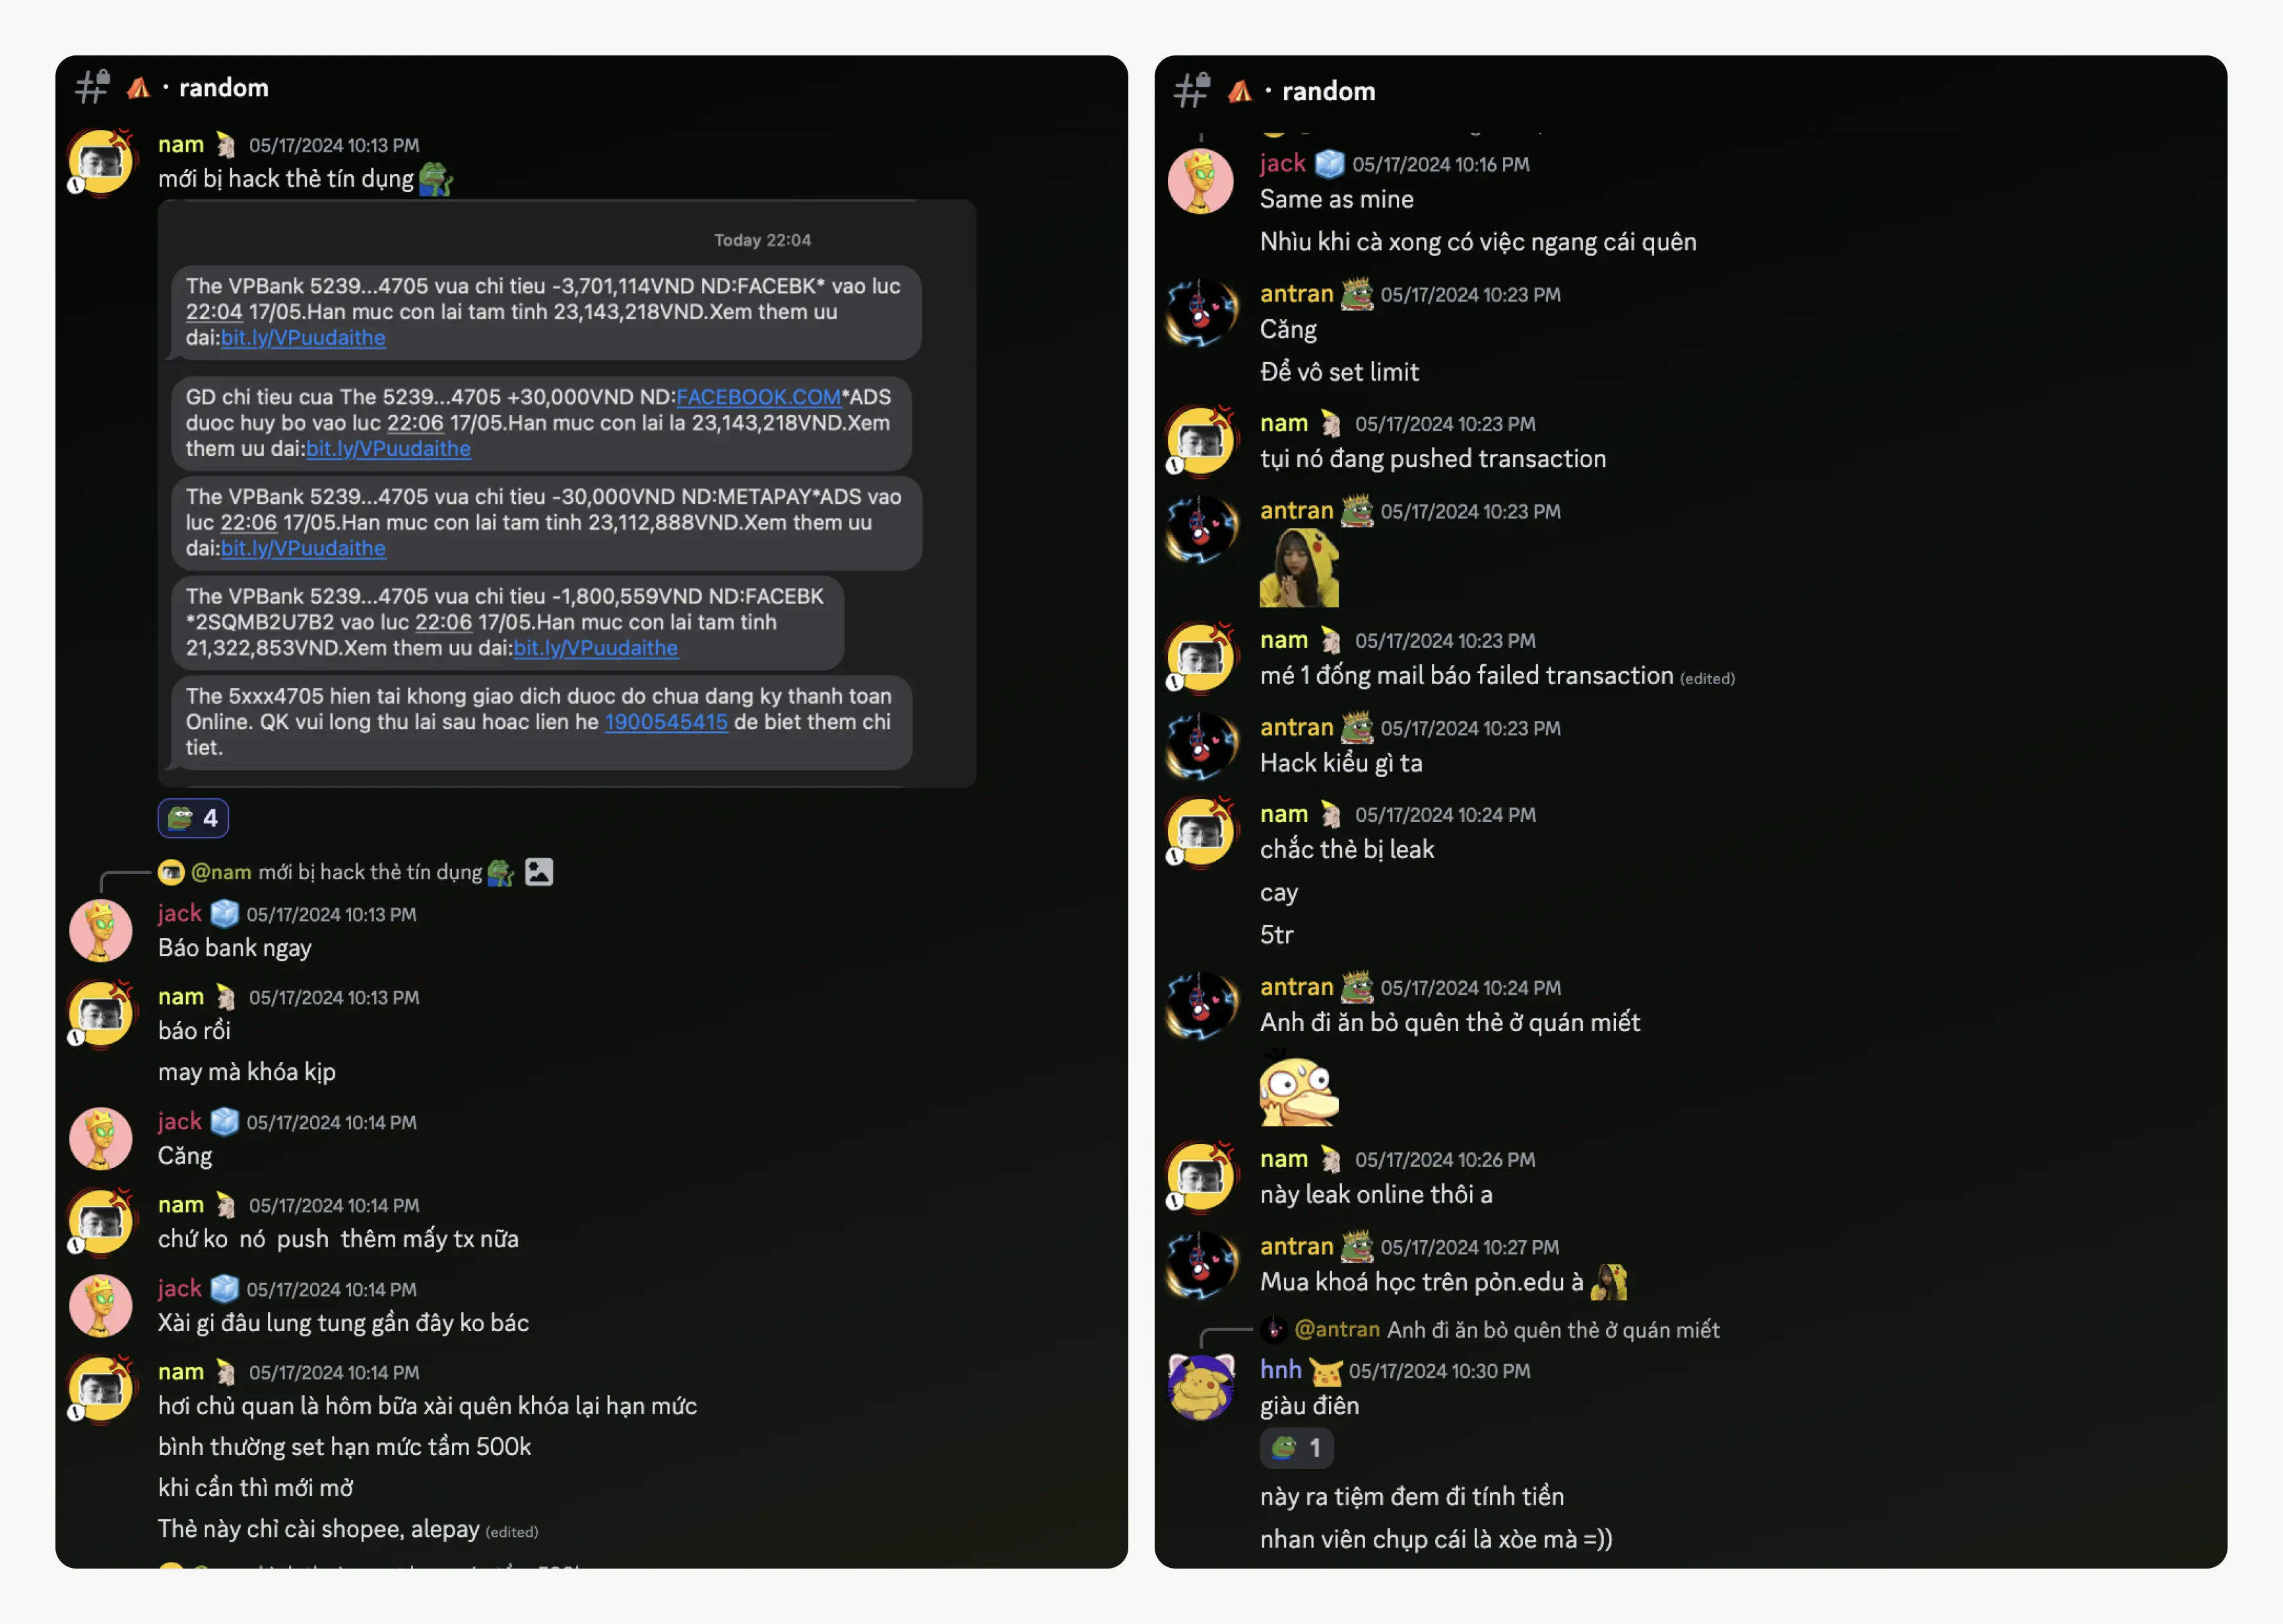 random
nam 05/17/2024 10:13 PM
mới bị hack thẻ tín dụng
Today 22:04
The VPBank 5239...4705 vua chi tieu -3,701,114VND ND:FACEBK* vao luc
22:04 17/05.Han muc con lai tam tinh 23,143,218VND.Xem them uu
dai:bit.ly/VPuudaithe
GD chi tieu cua The 5239...4705 +30,000VND ND:FACEBOOK.COM*ADS
duoc huy bo vao luc 22:06 17/05.Han muc con lai la 23,143,218VND.Xem
them uu dai:bit.ly/VPuudaithe
The VPBank 5239...4705 vua chi tieu -30,000VND ND:METAPAY*ADS vao
luc 22:06 17/05.Han muc con lai tam tinh 23,112,888VND.Xem them uu
dai:bit.ly/VPuudaithe
The VPBank 5239...4705 vua chi tieu -1,800,559VND ND:FACEBK
*2SQMB2U7B2 vao luc 22:06 17/05.Han muc con lai tam tinh
21,322,853VND.Xem them uu dai:bit.ly/VPuudaithe
The 5xxx4705 hien tai khong giao dich duoc do chua dang ky thanh toan
Online. QK vui long thu lai sau hoac lien he 1900545415 de biet them chi
tiet.
4
@nam mới bị hack thẻ tín dụng
jack 05/17/2024 10:13 PM
Báo bank ngay
nam 05/17/2024 10:13 PM
báo rồi
may mà khóa kịp
jack 05/17/2024 10:14 PM
Căng
nam 05/17/2024 10:14 PM
chứ ko nó push thêm mấy tx nữa
jack 05/17/2024 10:14 PM
Xài gi đâu lung tung gần đây ko bác
nam 05/17/2024 10:14 PM
hơi chủ quan là hôm bữa xài quên khóa lại hạn mức
bình thường set hạn mức tầm 500k
khi cần thì mới mở
Thẻ này chỉ cài shopee, alepay (edited)
random
jack 05/17/2024 10:16 PM
Same as mine
Nhìu khi cà xong có việc ngang cái quên
antran 05/17/2024 10:23 PM
Căng
Để vô set limit
nam 05/17/2024 10:23 PM
tụi nó đang pushed transaction
antran 05/17/2024 10:23 PM
nam 05/17/2024 10:23 PM
mé 1 đống mail báo failed transaction (edited)
antran 05/17/2024 10:23 PM
Hack kiểu gì ta
nam 05/17/2024 10:24 PM
chắc thẻ bị leak
cay
5tr
antran 05/17/2024 10:24 PM
Anh đi ăn bỏ quên thẻ ở quán miết
nam 05/17/2024 10:26 PM
này leak online thôi a
antran 05/17/2024 10:27 PM
Mua khoá học trên pỏn.edu à
@antran Anh đi ăn bỏ quên thẻ ở quán miết
hnh 05/17/2024 10:30 PM
giàu điên
1
này ra tiệm đem đi tính tiền
nhan viên chụp cái là xòe mà =))